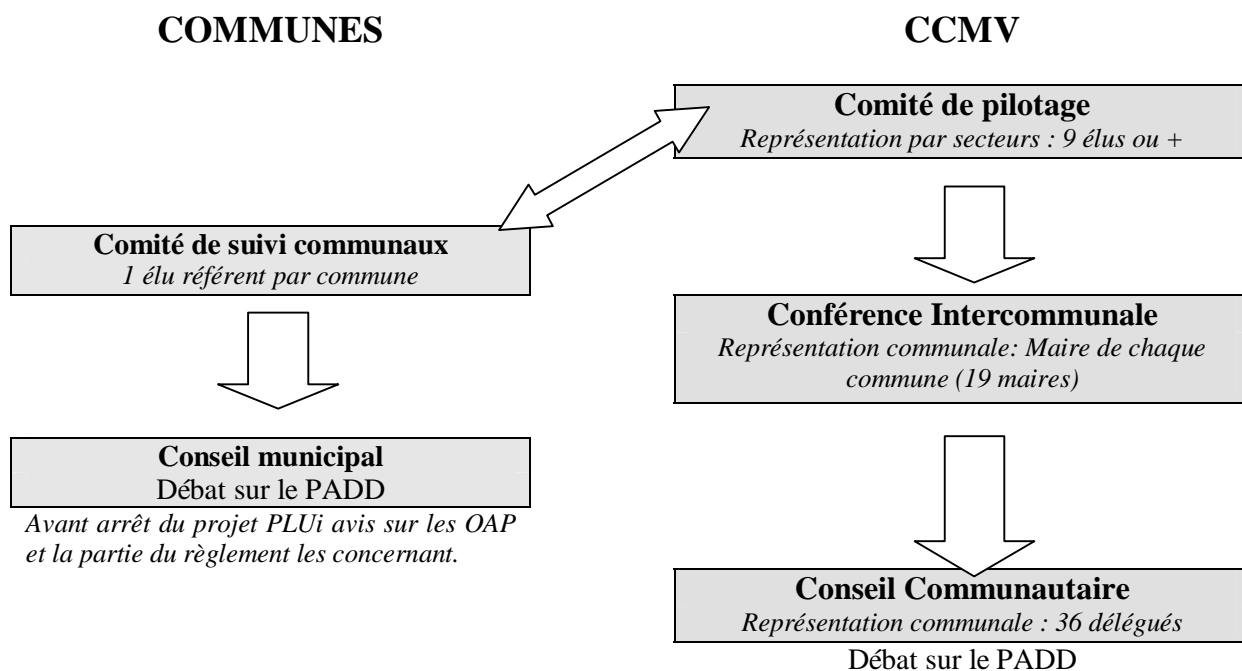 COMMUNES
CCMV
Comité de pilotage
Représentation par secteurs : 9 élus ou +
Comité de suivi communaux
1 élu référent par commune
Conférence Intercommunale
Représentation communale: Maire de chaque
commune (19 maires)
Conseil municipal
Débat sur le PADD
Avant arrêt du projet PLUi avis sur les OAP
et la partie du règlement les concernant.
Conseil Communautaire
Représentation communale : 36 délégués
Débat sur le PADD